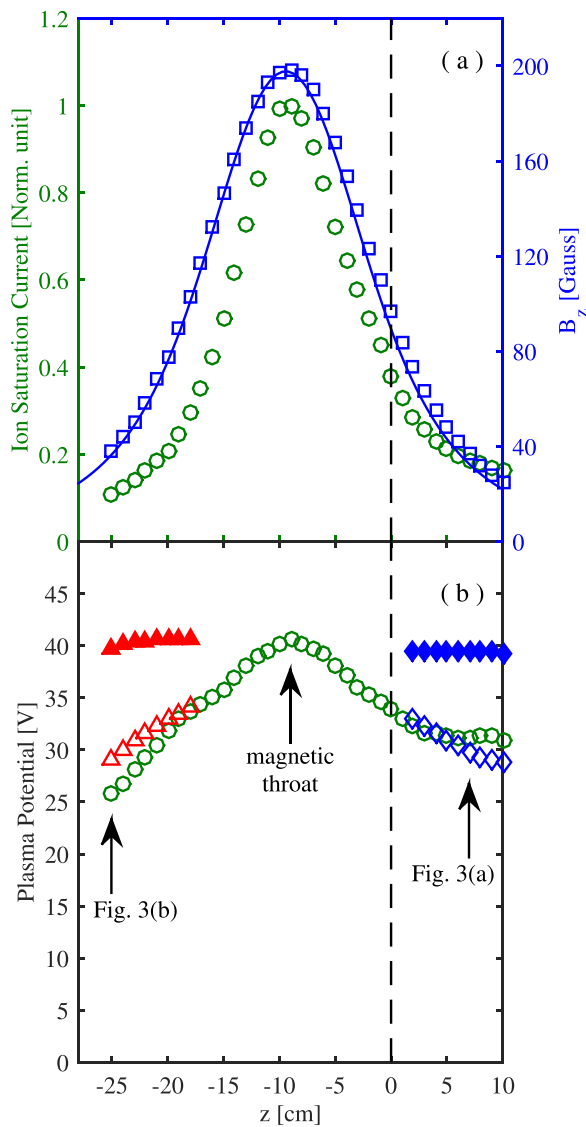 1.2
1
0.8
0.6
0.4
0.2
0
Ion Saturation Current [Norm. unit]
( a )
200
160
120
80
40
0
B_z [Gauss]
( b )
45
40
35
30
25
20
15
10
5
0
Plasma Potential [V]
magnetic
throat
Fig. 3(a)
Fig. 3(b)
-25 -20 -15 -10 -5 0 5 10
z [cm]